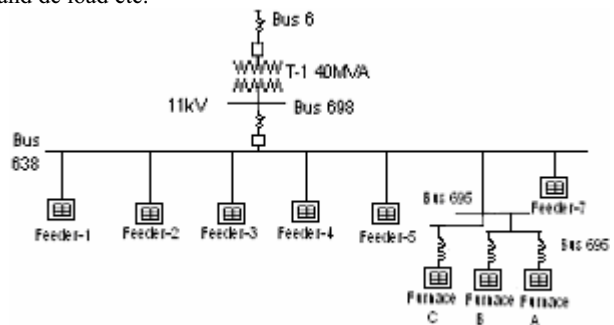 and de load etc.
Bus 6
T-1 40MVA
11kV
Bus 698
Bus
638
Bus 695
Feeder-7
Feeder-1
Feeder-2
Feeder-3
Feeder-4
Feeder-5
Bus 695
Furnace
C
Furnace
B
Furnace
A